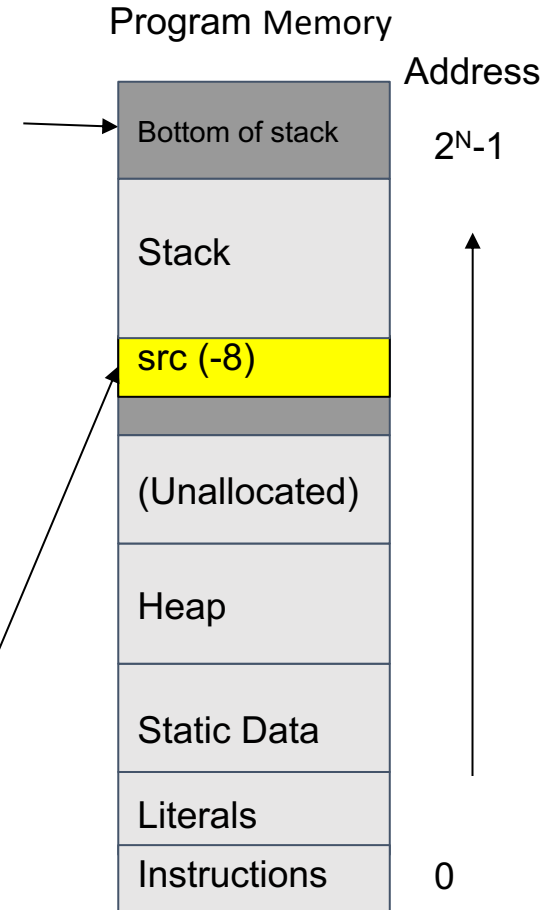 Program Memory
Address
Bottom of stack
2ᴺ-1
Stack
src (-8)
(Unallocated)
Heap
Static Data
Literals
Instructions
0